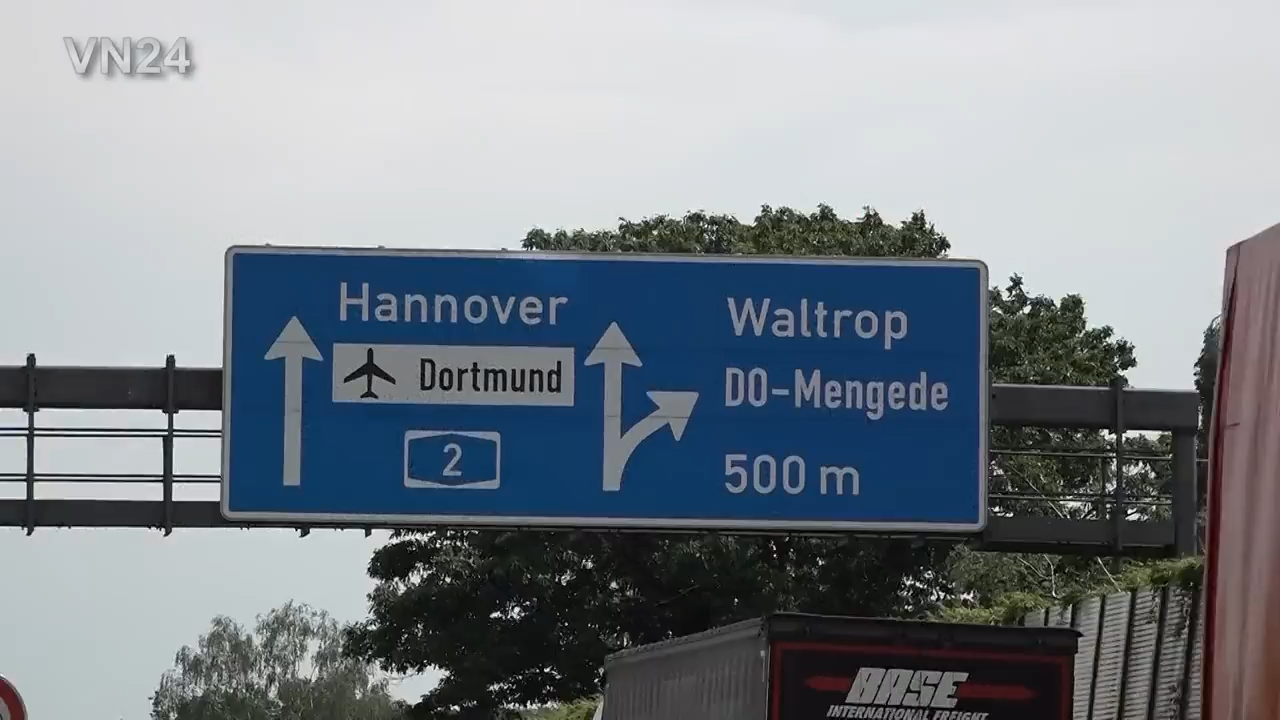 VN24
Hannover
Dortmund
2
Waltrop
DO-Mengede
500 m
BASE
INTERNATIONAL FREIGHT